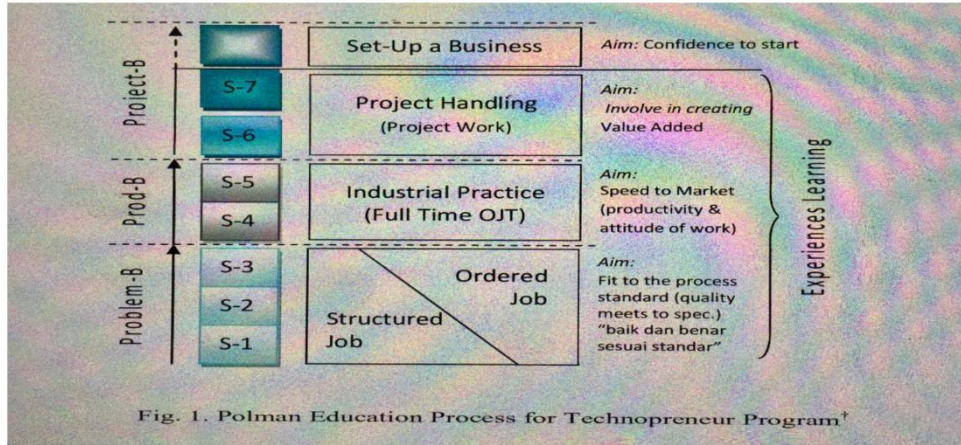 Set-Up a Business
Aim: Confidence to start
Project-B
S-7
S-6
Project Handling
(Project Work)
Aim:
Involve in creating
Value Added
Prod-B
S-5
S-4
Industrial Practice
(Full Time OJT)
Aim:
Speed to Market
(productivity &
attitude of work)
Problem-B
S-3
S-2
S-1
Ordered
Job
Structured
Job
Aim:
Fit to the process
standard (quality
meets to spec.)
"baik dan benar
sesuai standar"
Experiences Learning
Fig. 1. Polman Education Process for Technopreneur Program†